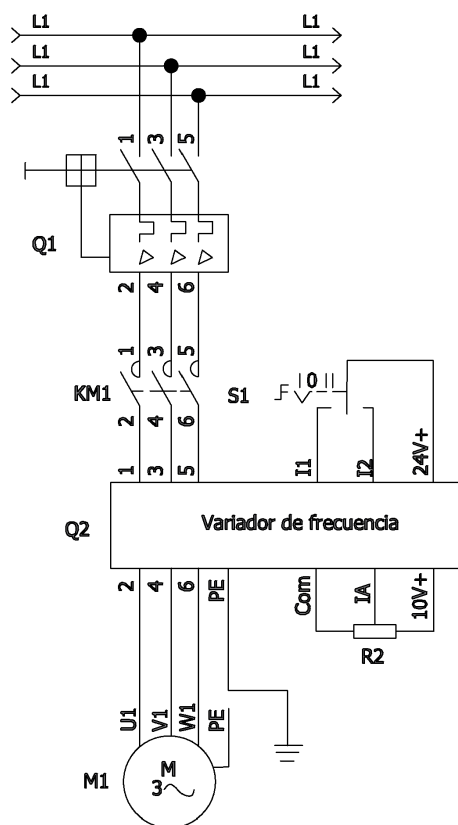 L1 L1
L1 L1
L1 L1
1 3 5
Q1
2 4 6
1 3 5
KM1
2 4 6
S1
I 0 II
I1 I2 24V+
1 3 5
Q2
Variador de frecuencia
2 4 6 PE
Com IA 10V+
R2
U1 V1 W1 PE
M1
M
3